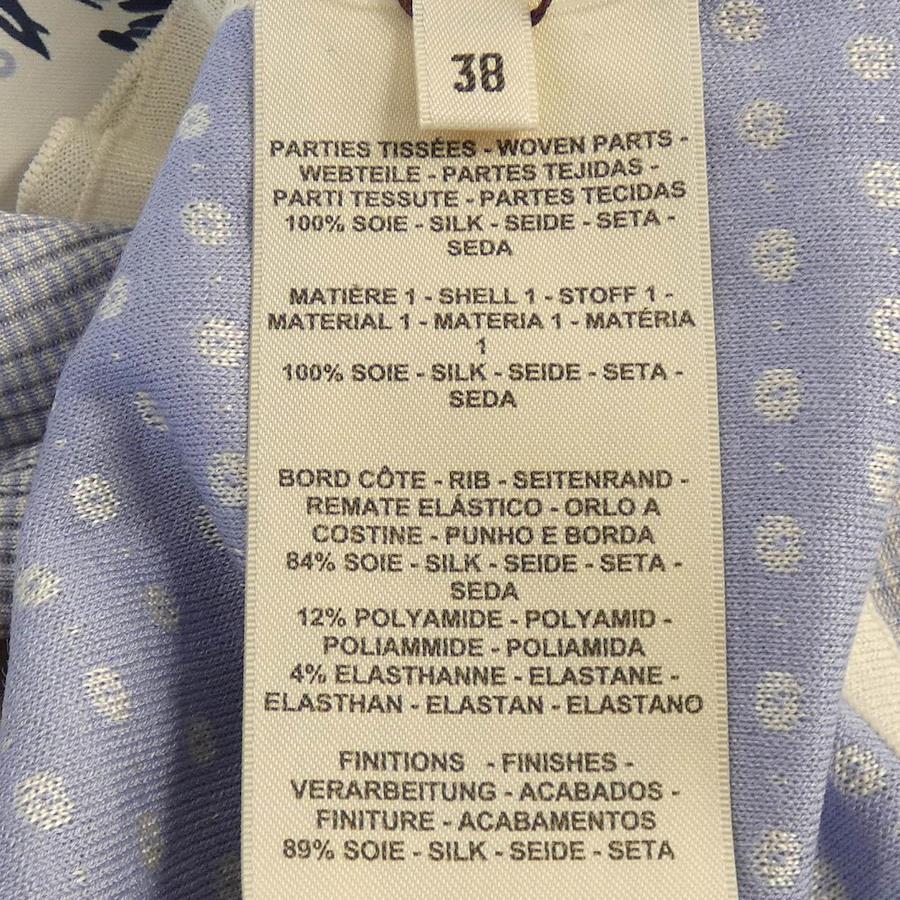 38
PARTIES TISSÉES - WOVEN PARTS -
WEBTEILE - PARTES TEJIDAS -
PARTI TESSUTE - PARTES TECIDAS
100% SOIE - SILK - SEIDE - SETA -
SEDA
MATIÈRE 1 - SHELL 1 - STOFF 1 -
MATERIAL 1 - MATERIA 1 - MATÉRIA
1
100% SOIE - SILK - SEIDE - SETA -
SEDA
BORD CÔTE - RIB - SEITENRAND -
REMATE ELÁSTICO - ORLO A
COSTINE - PUNHO E BORDA
84% SOIE - SILK - SEIDE - SETA -
SEDA
12% POLYAMIDE - POLYAMID -
POLIAMMIDE - POLIAMIDA
4% ELASTHANNE - ELASTANE -
ELASTHAN - ELASTAN - ELASTANO
FINITIONS - FINISHES -
VERARBEITUNG - ACABADOS -
FINITURE - ACABAMENTOS
89% SOIE - SILK - SEIDE - SETA